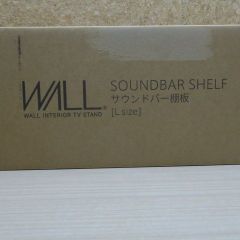 WALL®
WALL INTERIOR TV STAND
SOUNDBAR SHELF
サウンドバー棚板
[L size]